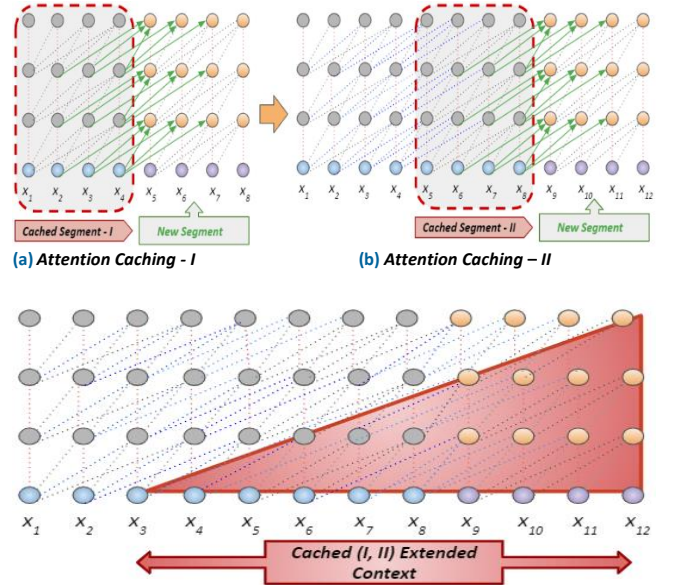 x1 x2 x3 x4 x5 x6 x7 x8
Cached Segment - I New Segment
(a) Attention Caching - I
x1 x2 x3 x4 x5 x6 x7 x8 x9 x10 x11 x12
Cached Segment - II New Segment
(b) Attention Caching – II
x1 x2 x3 x4 x5 x6 x7 x8 x9 x10 x11 x12
Cached (I, II) Extended
Context